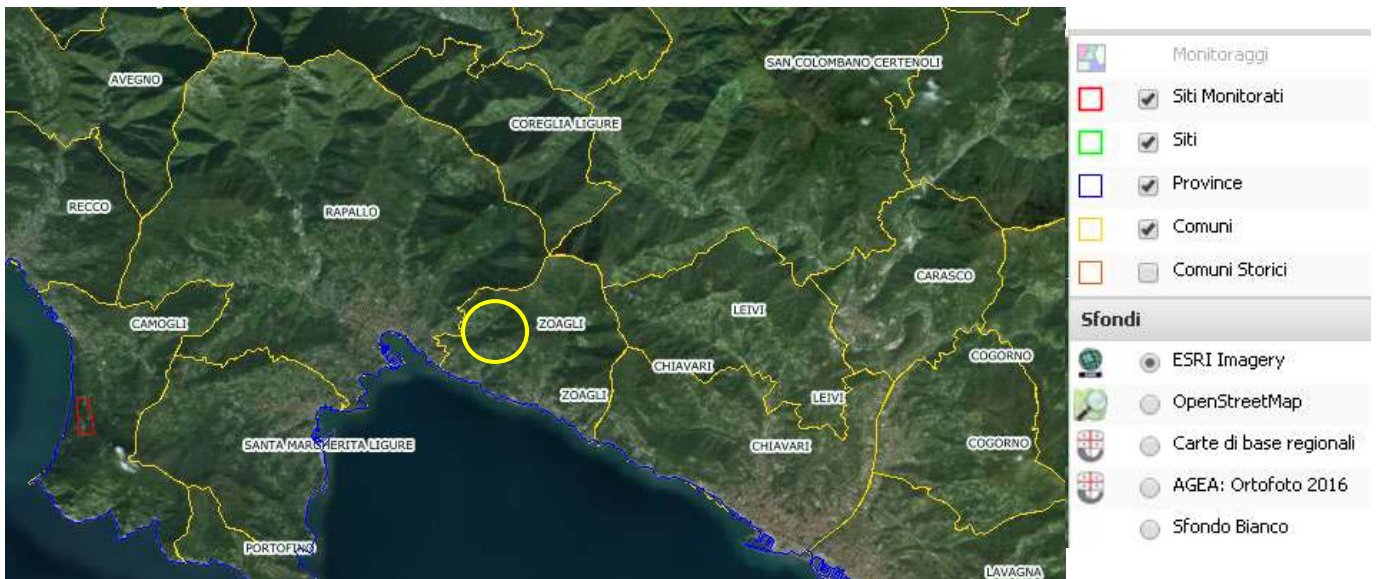 SAN COLOMBANO CERTENOLI
AVEGNO
COREGLIA LIGURE
RECCO
RAPALLO
CARASCO
LEIVI
CAMOGLI
ZOAGLI
COGORNO
CHIAVARI
ZOAGLI
LEIVI
SANTA MARGHERITA LIGURE
CHIAVARI
COGORNO
PORTOFINO
LAVAGNA
Monitoraggi
Siti Monitorati
Siti
Province
Comuni
Comuni Storici
Sfondi
ESRI Imagery
OpenStreetMap
Carte di base regionali
AGEA: Ortofoto 2016
Sfondo Bianco